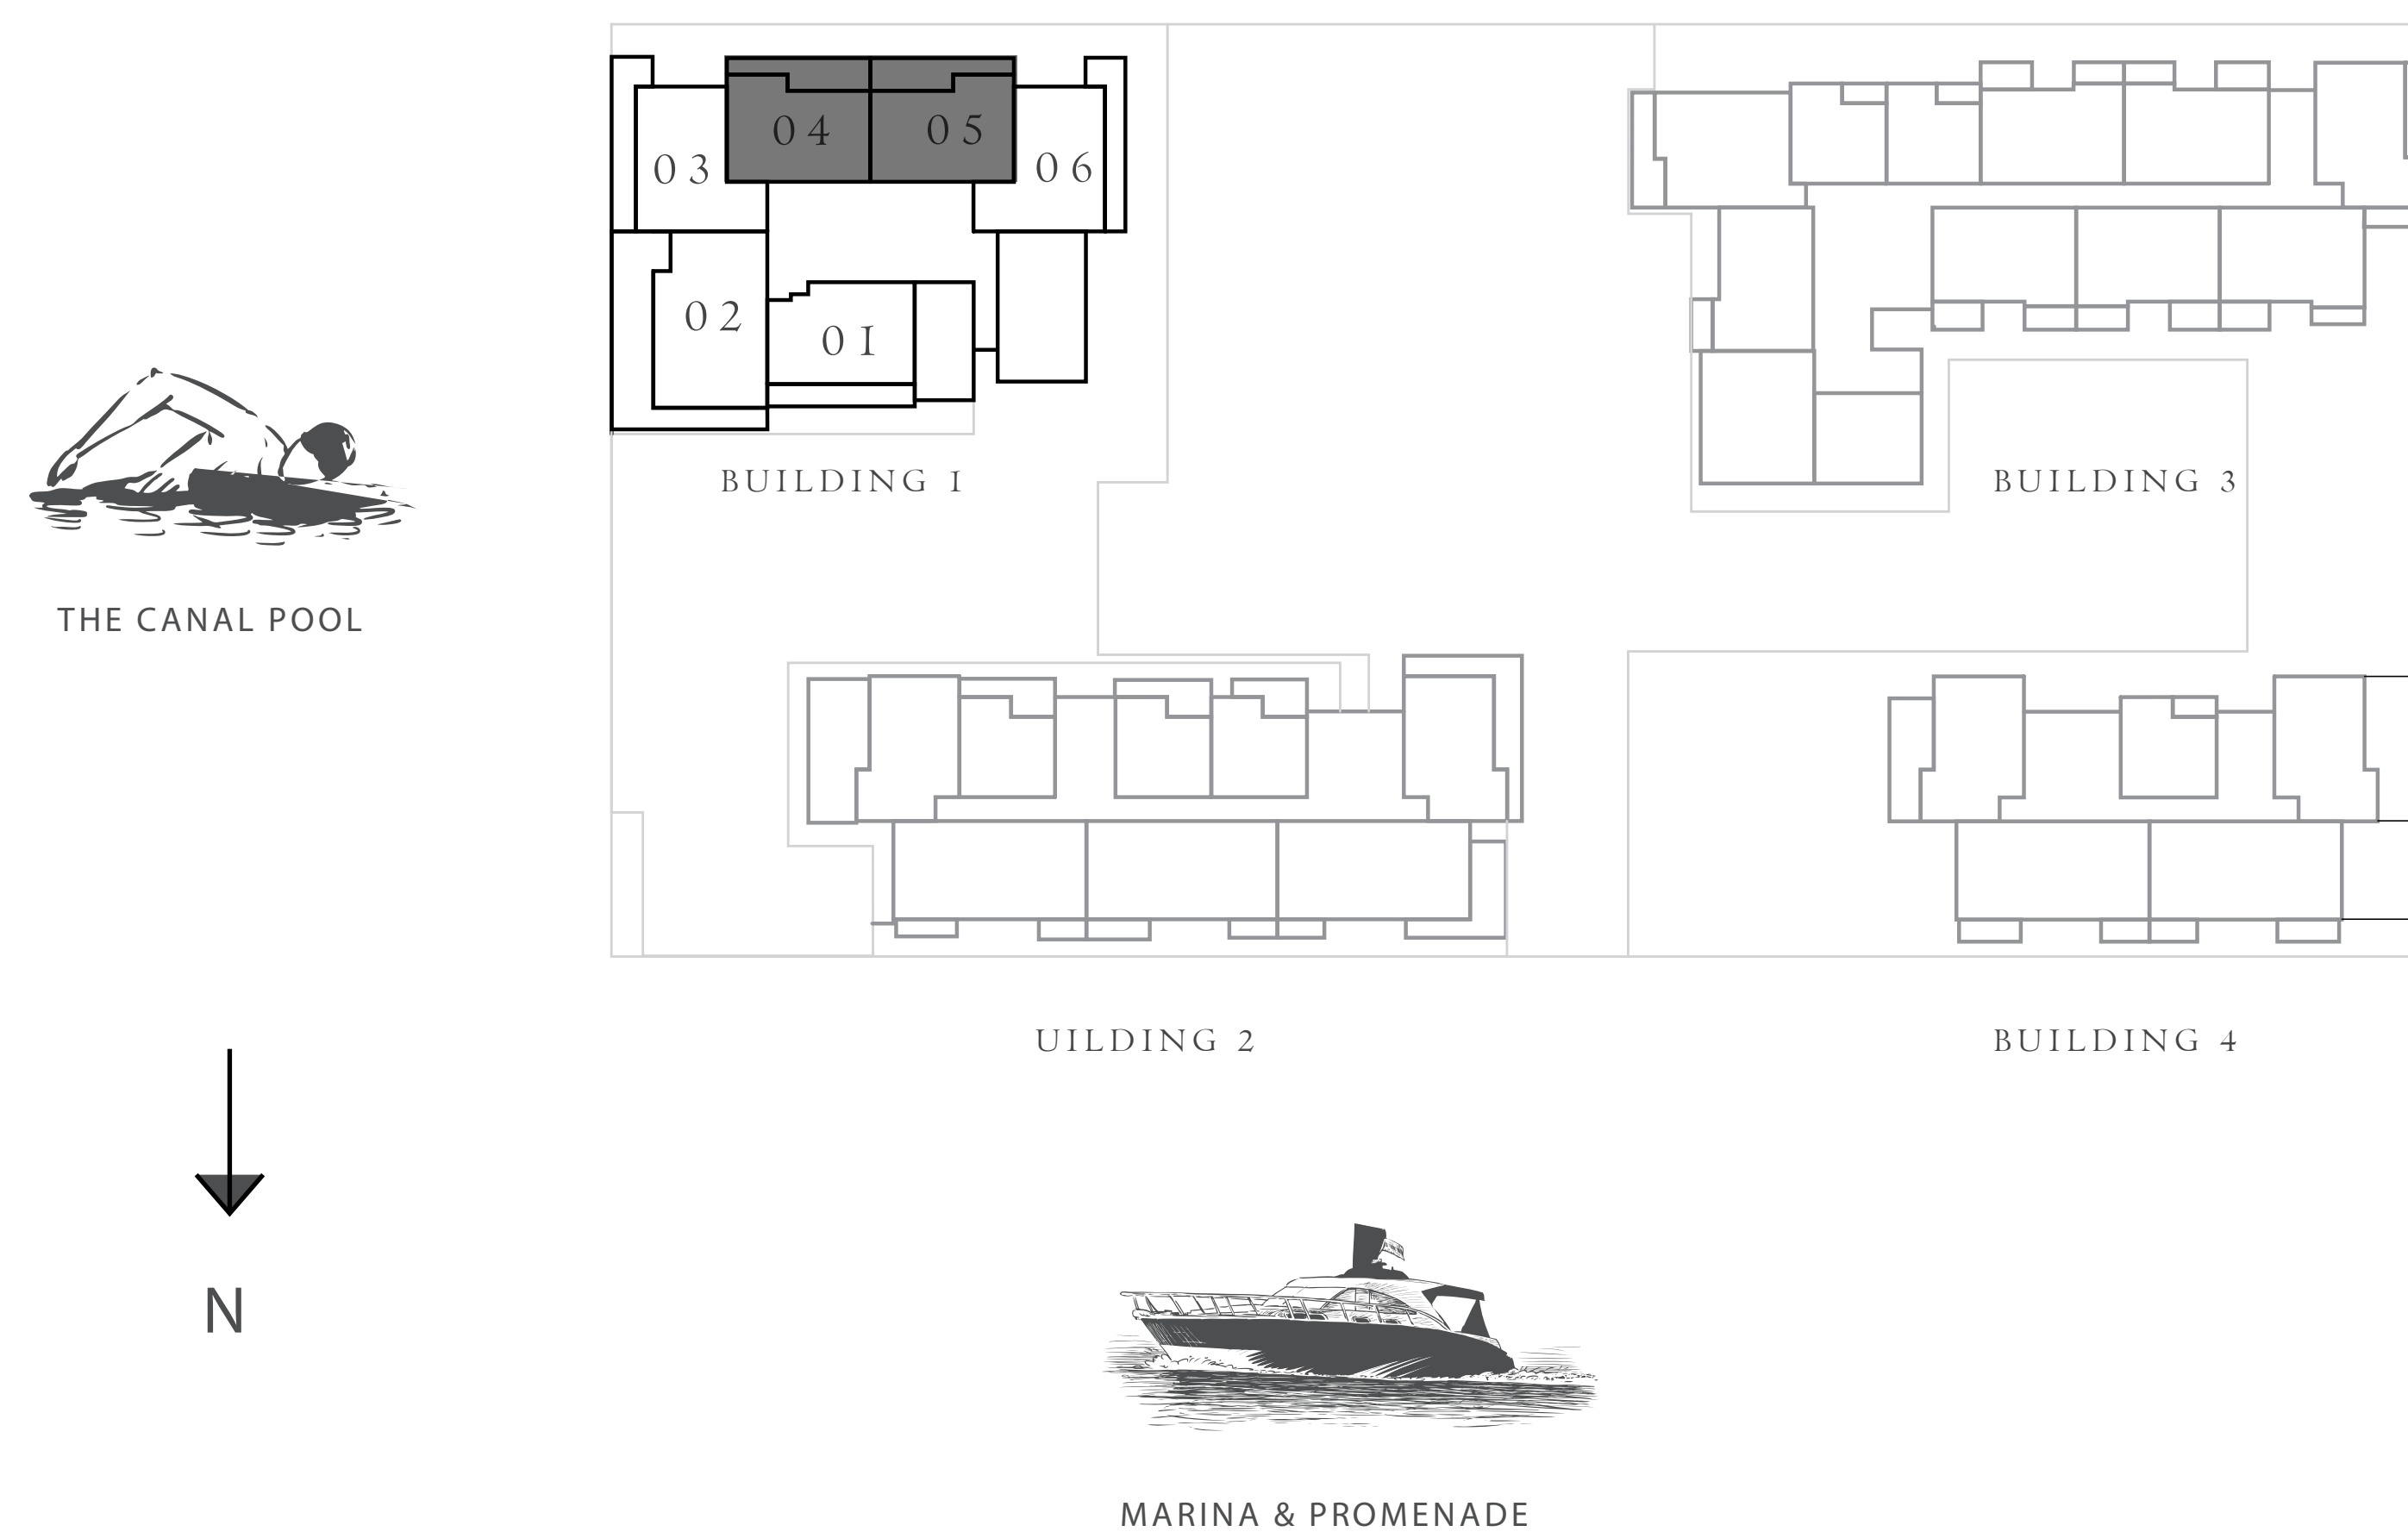 04
05
03
06
02
01
BUILDING 1
BUILDING 3
THE CANAL POOL
UILDING 2
BUILDING 4
N
MARINA & PROMENADE